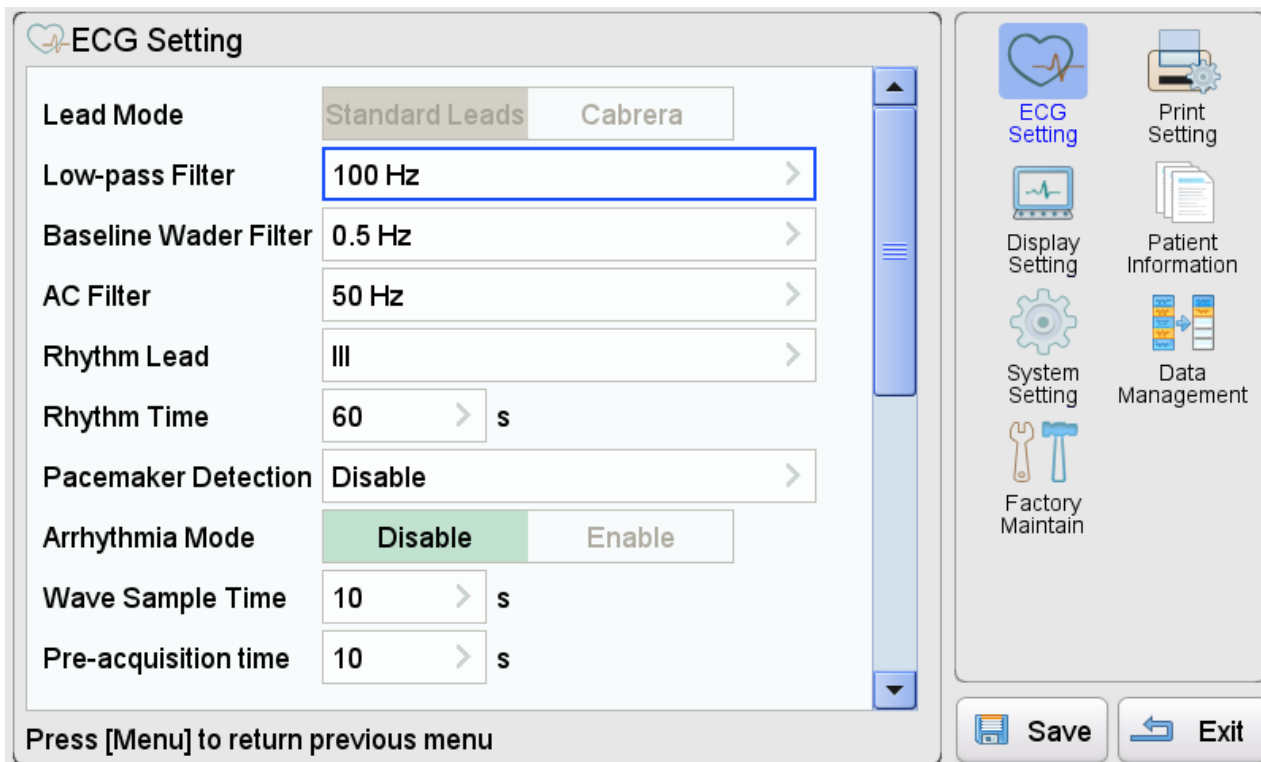 ECG Setting
Lead Mode Standard Leads Cabrera
Low-pass Filter 100 Hz
Baseline Wader Filter 0.5 Hz
AC Filter 50 Hz
Rhythm Lead III
Rhythm Time 60 s
Pacemaker Detection Disable
Arrhythmia Mode Disable Enable
Wave Sample Time 10 s
Pre-acquisition time 10 s
Press [Menu] to return previous menu
ECG
Setting
Print
Setting
Display
Setting
Patient
Information
System
Setting
Data
Management
Factory
Maintain
Save
Exit